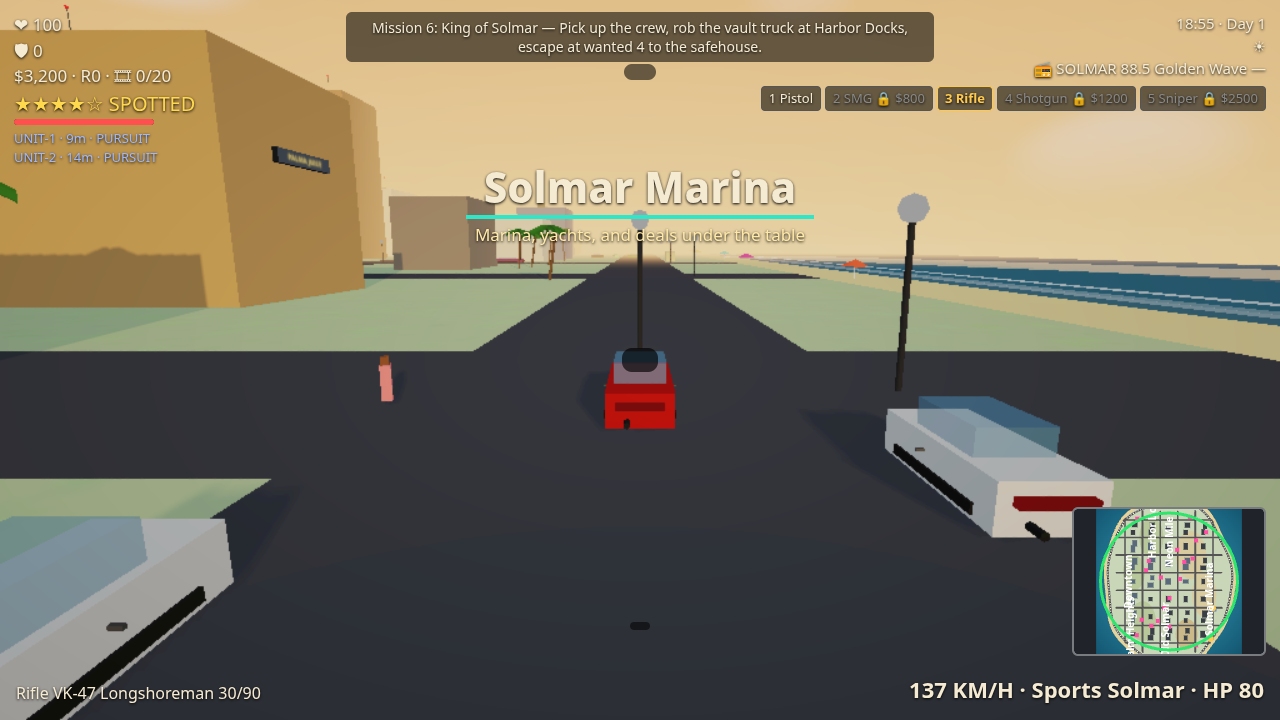 ❤ 100
🛡 0
$3,200 · R0 · 🎞 0/20
★★★★☆ SPOTTED
UNIT-1 · 9m · PURSUIT
UNIT-2 · 14m · PURSUIT
Mission 6: King of Solmar — Pick up the crew, rob the vault truck at Harbor Docks,
escape at wanted 4 to the safehouse.
18:55 · Day 1
☀
📻 SOLMAR 88.5 Golden Wave —
1 Pistol 2 SMG 🔒 $800 3 Rifle 4 Shotgun 🔒 $1200 5 Sniper 🔒 $2500
Solmar Marina
Marina, yachts, and deals under the table
Solmar Marina
Rifle VK-47 Longshoreman 30/90
137 KM/H · Sports Solmar · HP 80